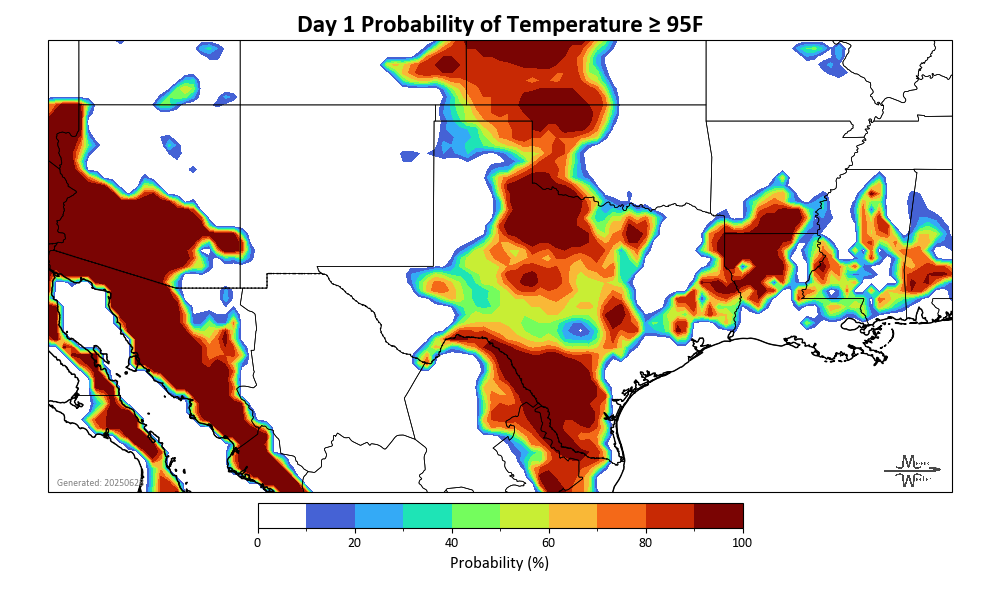 Day 1 Probability of Temperature ≥ 95F
Generated: 2025062
0 20 40 60 80 100
Probability (%)